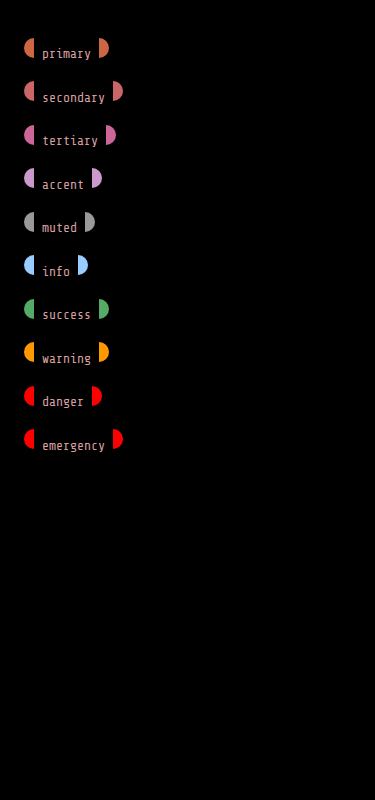 primary
secondary
tertiary
accent
muted
info
success
warning
danger
emergency